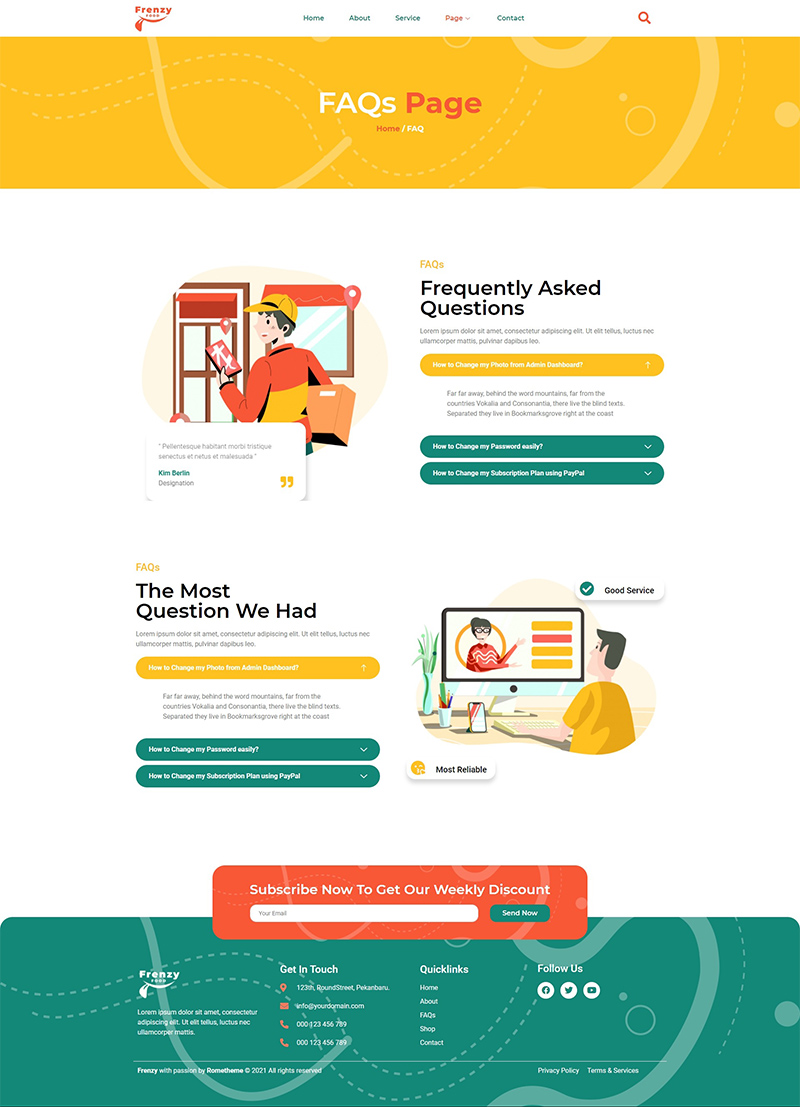 Frenzy
FOOD
Home
About
Service
Page
Contact
FAQs Page
Home / FAQ
FAQs
Frequently Asked
Questions
Lorem ipsum dolor sit amet, consectetur adipiscing elit. Ut elit tellus, luctus nec
ullamcorper mattis, pulvinar dapibus leo.
How to Change my Photo from Admin Dashboard?
Far far away, behind the word mountains, far from the
countries Vokalia and Consonantia, there live the blind texts.
Separated they live in Bookmarksgrove right at the coast
How to Change my Password easily?
How to Change my Subscription Plan using PayPal
" Pellentesque habitant morbi tristique
senectus et netus et malesuada "
Kim Berlin
Designation
FAQs
The Most
Question We Had
Lorem ipsum dolor sit amet, consectetur adipiscing elit. Ut elit tellus, luctus nec
ullamcorper mattis, pulvinar dapibus leo.
How to Change my Photo from Admin Dashboard?
Far far away, behind the word mountains, far from the
countries Vokalia and Consonantia, there live the blind texts.
Separated they live in Bookmarksgrove right at the coast
How to Change my Password easily?
How to Change my Subscription Plan using PayPal
Good Service
Most Reliable
Subscribe Now To Get Our Weekly Discount
Your Email
Send Now
Frenzy
FOOD
Lorem ipsum dolor sit amet, consectetur
adipiscing elit. Ut elit tellus, luctus nec
ullamcorper mattis.
Get In Touch
123th, RoundStreet, Pekanbaru.
info@yourdomain.com
000 123 456 789
000 123 456 789
Quicklinks
Home
About
FAQs
Shop
Contact
Follow Us
Frenzy with passion by Rometheme © 2021 All rights reserved
Privacy Policy
Terms & Services